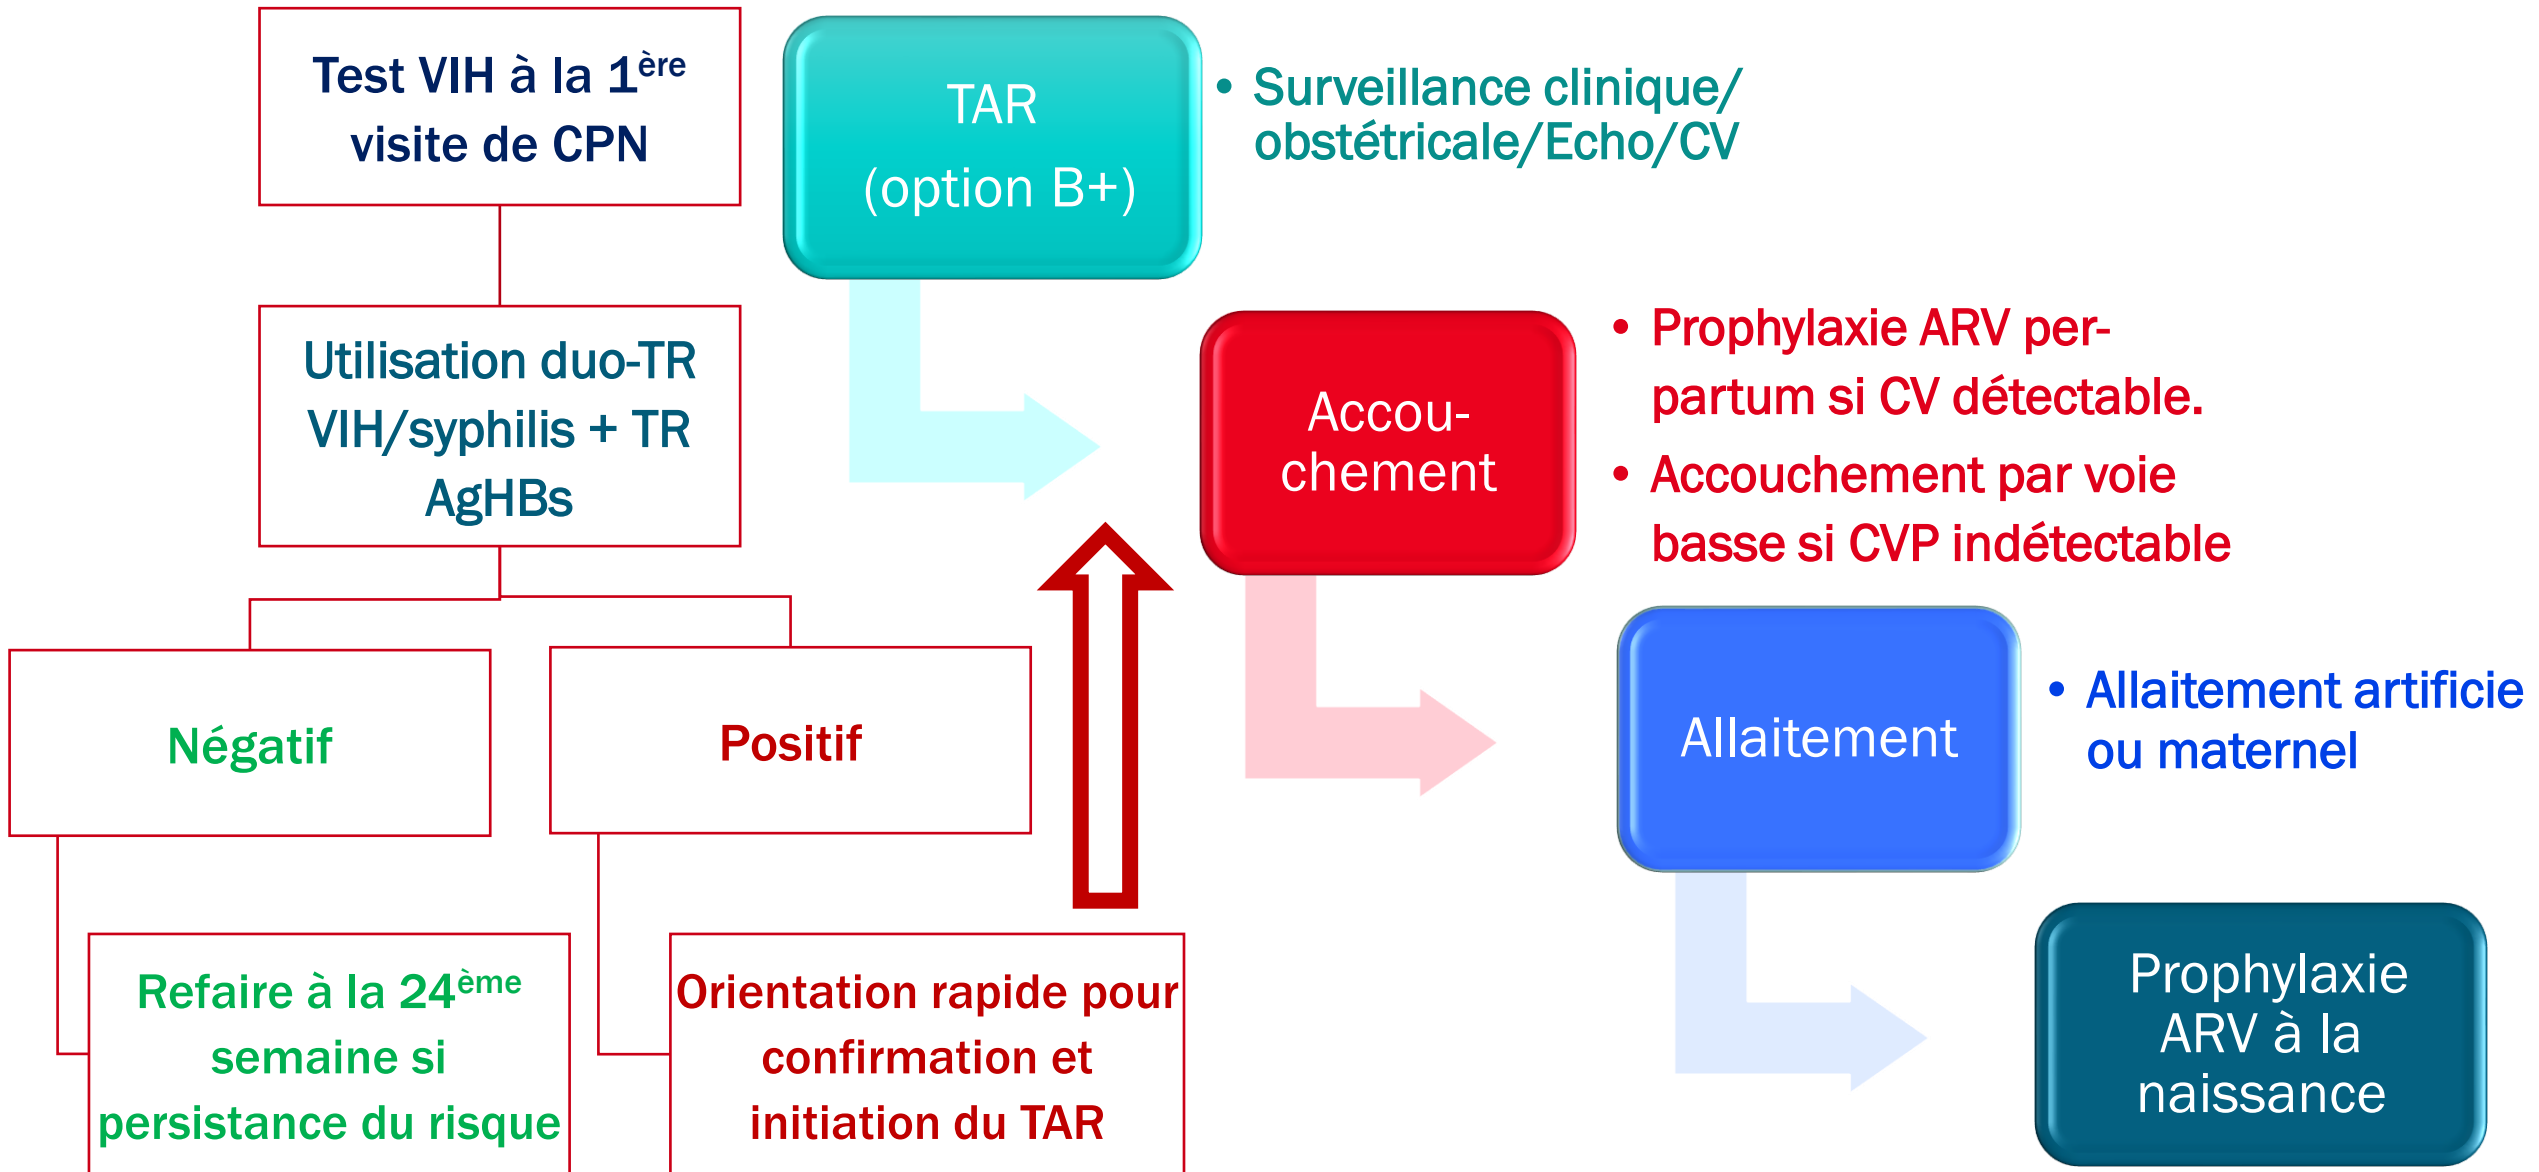 Test VIH à la 1ère
visite de CPN
Utilisation duo-TR
VIH/syphilis + TR
AgHBs
Négatif
Positif
Refaire à la 24ème
semaine si
persistance du risque
Orientation rapide pour
confirmation et
initiation du TAR
TAR
(option B+)
• Surveillance clinique/
obstétricale/Echo/CV
Accou-
chement
• Prophylaxie ARV per-
partum si CV détectable.
• Accouchement par voie
basse si CVP indétectable
Allaitement
• Allaitement artificie
ou maternel
Prophylaxie
ARV à la
naissance